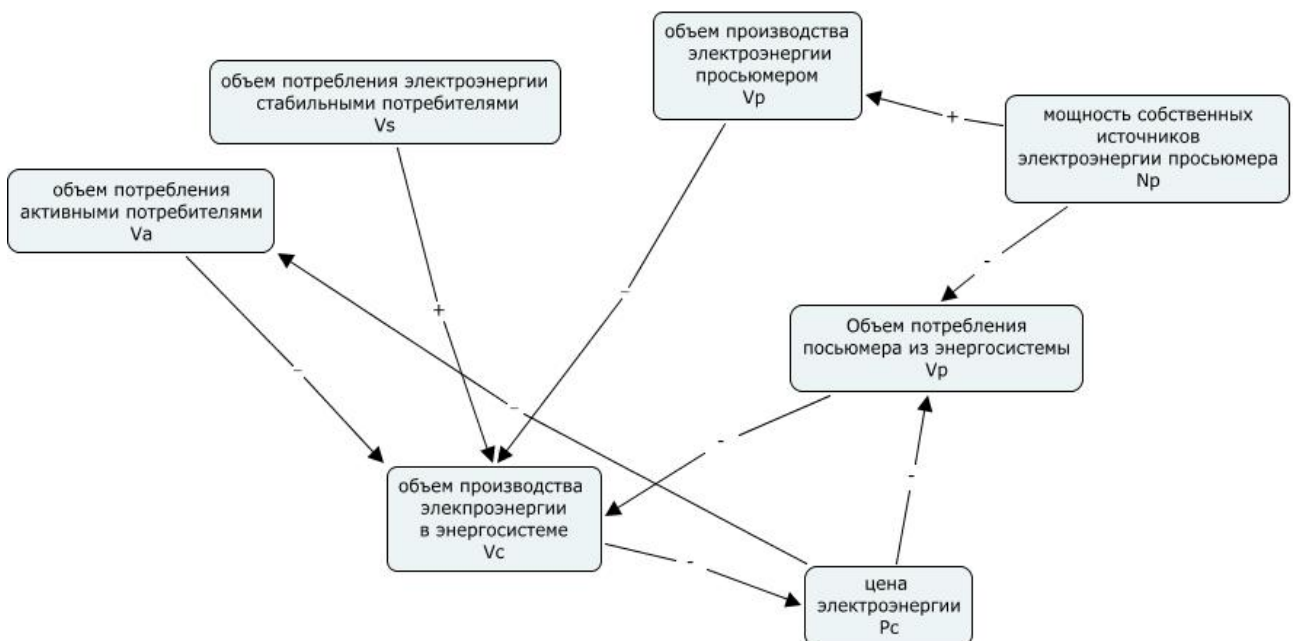 объем производства
электроэнергии
просьюмером
Vp
объем потребления электроэнергии
стабильными потребителями
Vs
мощность собственных
источников
электроэнергии просьюмера
Np
+
объем потребления
активными потребителями
Va
-
Объем потребления
посьюмера из энергосистемы
Vp
–
+
–
–
-
-
объем производства
элекпроэнергии
в энергосистеме
Vc
-
цена
электроэнергии
Pc